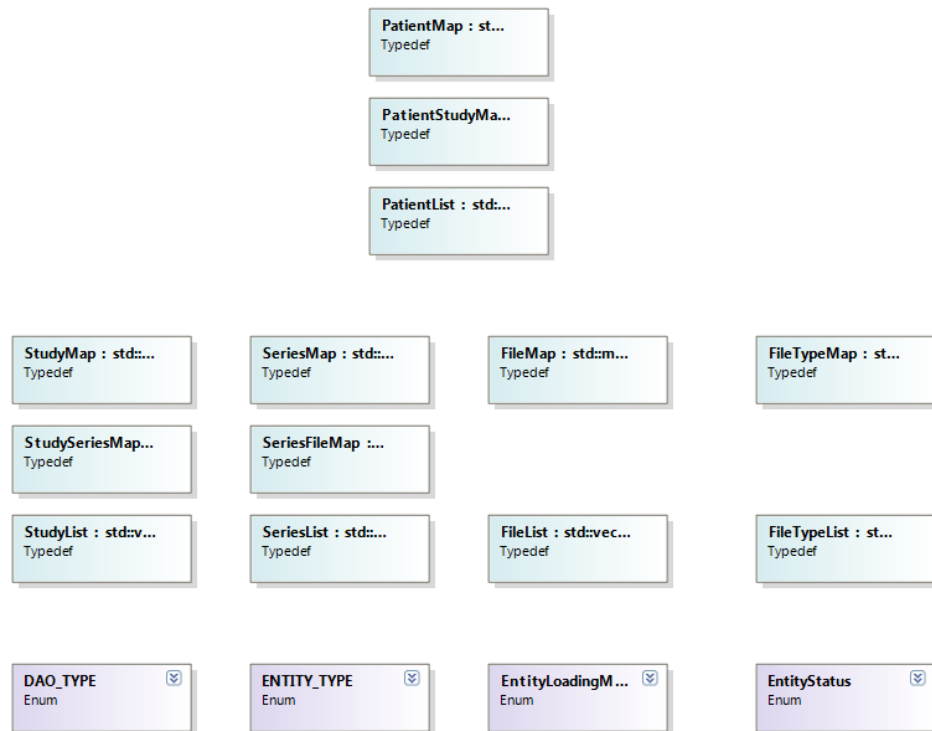 PatientMap : st...
Typedef
PatientStudyMa...
Typedef
PatientList : std:...
Typedef
StudyMap : std::...
Typedef
SeriesMap : std::...
Typedef
FileMap : std::m...
Typedef
FileTypeMap : st...
Typedef
StudySeriesMap...
Typedef
SeriesFileMap :...
Typedef
StudyList : std::v...
Typedef
SeriesList : std::...
Typedef
FileList : std::vec...
Typedef
FileTypeList : st...
Typedef
DAO_TYPE
Enum
ENTITY_TYPE
Enum
EntityLoadingM...
Enum
EntityStatus
Enum